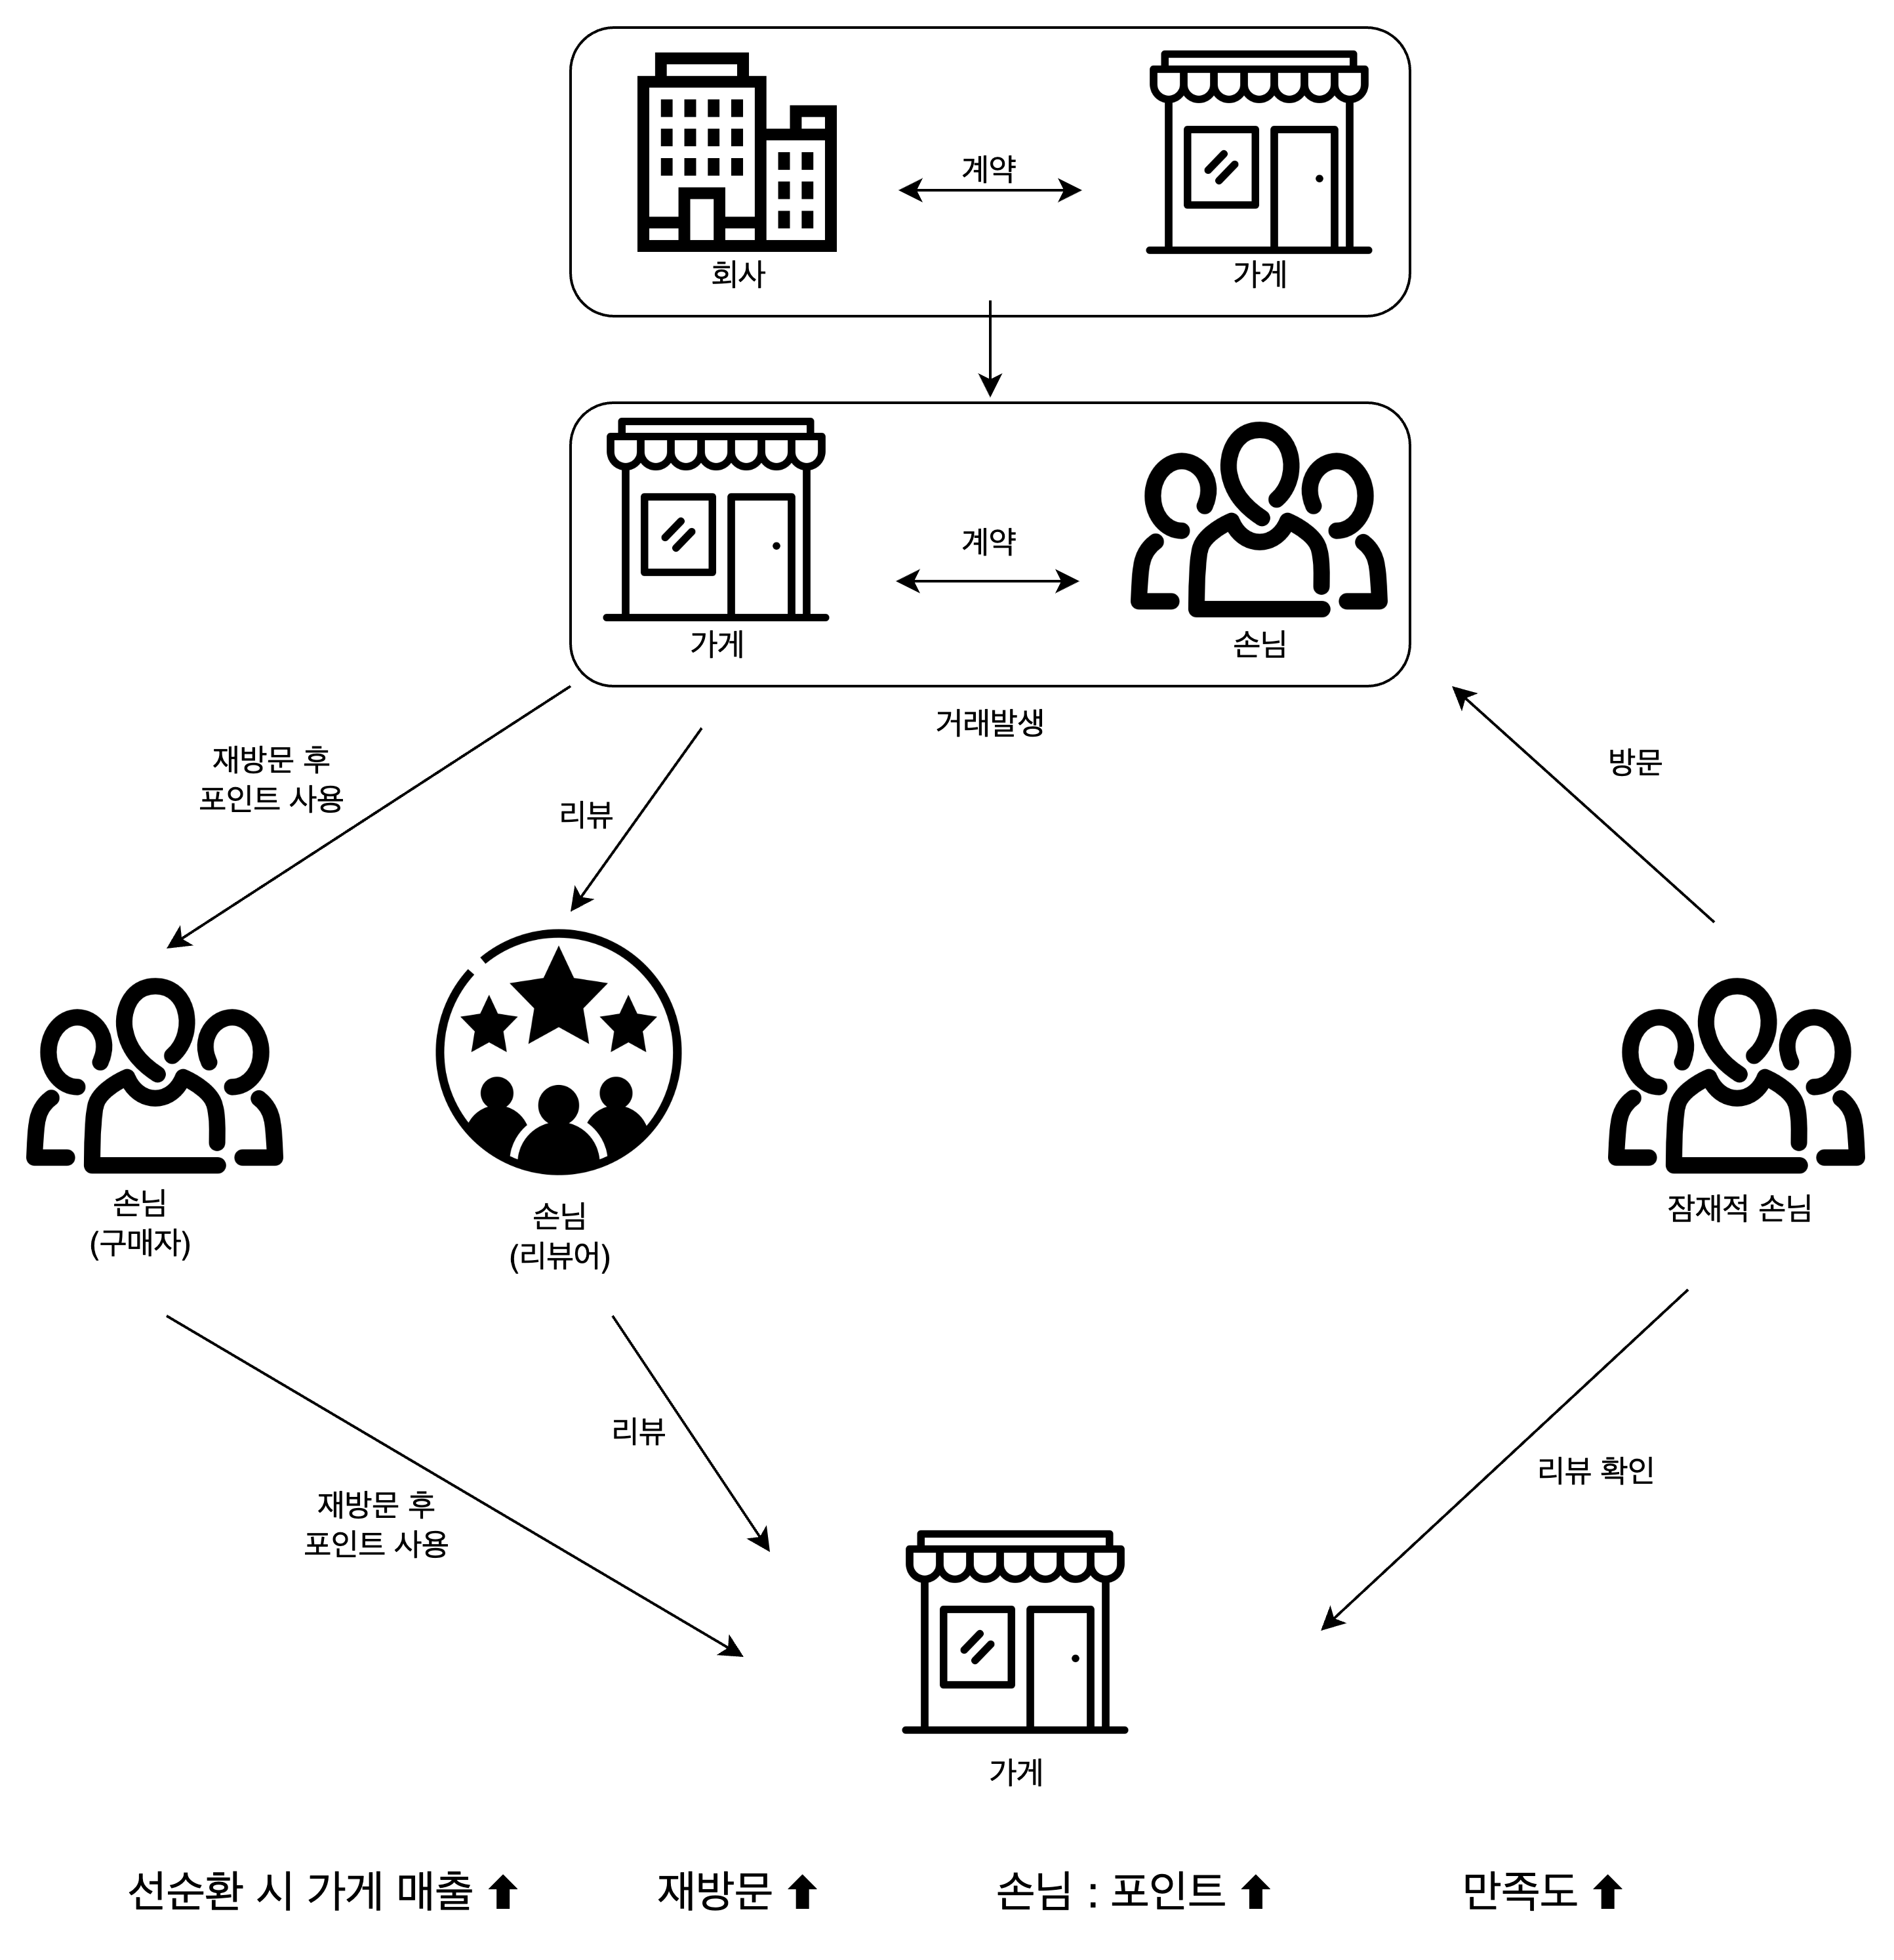 계약
회사
가게
계약
가게
손님
거래발생
재방문 후
포인트 사용
리뷰
방문
손님
(구매자)
손님
(리뷰어)
잠재적 손님
리뷰
재방문 후
포인트 사용
리뷰 확인
가게
선순환 시 가게 매출 ⬆
재방문 ⬆
손님 : 포인트 ⬆
만족도 ⬆